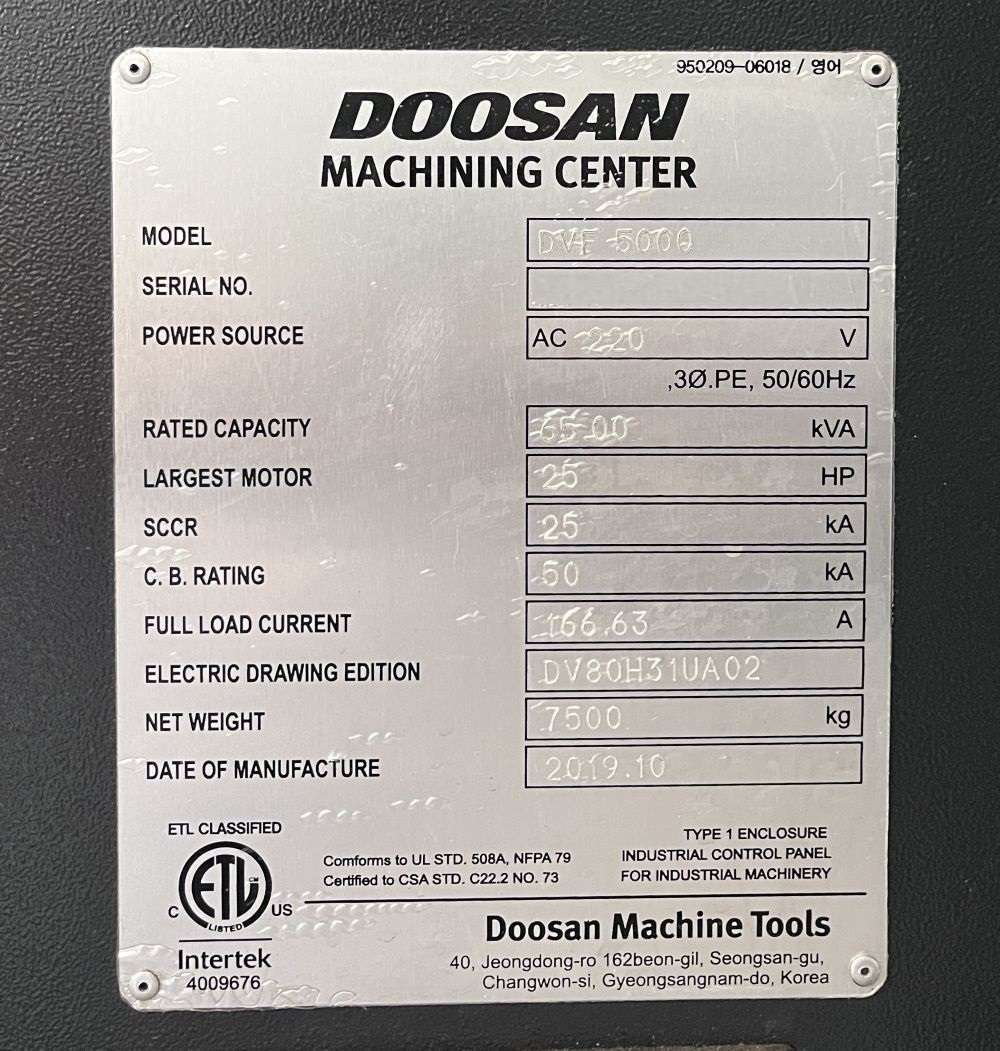 950209-06018 / 영어
DOOSAN
MACHINING CENTER
MODEL DVF 5000
SERIAL NO.
POWER SOURCE AC 220 V
,3Ø.PE, 50/60Hz
RATED CAPACITY 65.00 kVA
LARGEST MOTOR 25 HP
SCCR 25 kA
C. B. RATING 50 kA
FULL LOAD CURRENT 166.63 A
ELECTRIC DRAWING EDITION DV80H31UA02
NET WEIGHT 7500 kg
DATE OF MANUFACTURE 2019.10
ETL CLASSIFIED
TYPE 1 ENCLOSURE
INDUSTRIAL CONTROL PANEL
FOR INDUSTRIAL MACHINERY
Comforms to UL STD. 508A, NFPA 79
Certified to CSA STD. C22.2 NO. 73
ETL CM
C US
LISTED
Intertek
4009676
Doosan Machine Tools
40, Jeongdong-ro 162beon-gil, Seongsan-gu,
Changwon-si, Gyeongsangnam-do, Korea